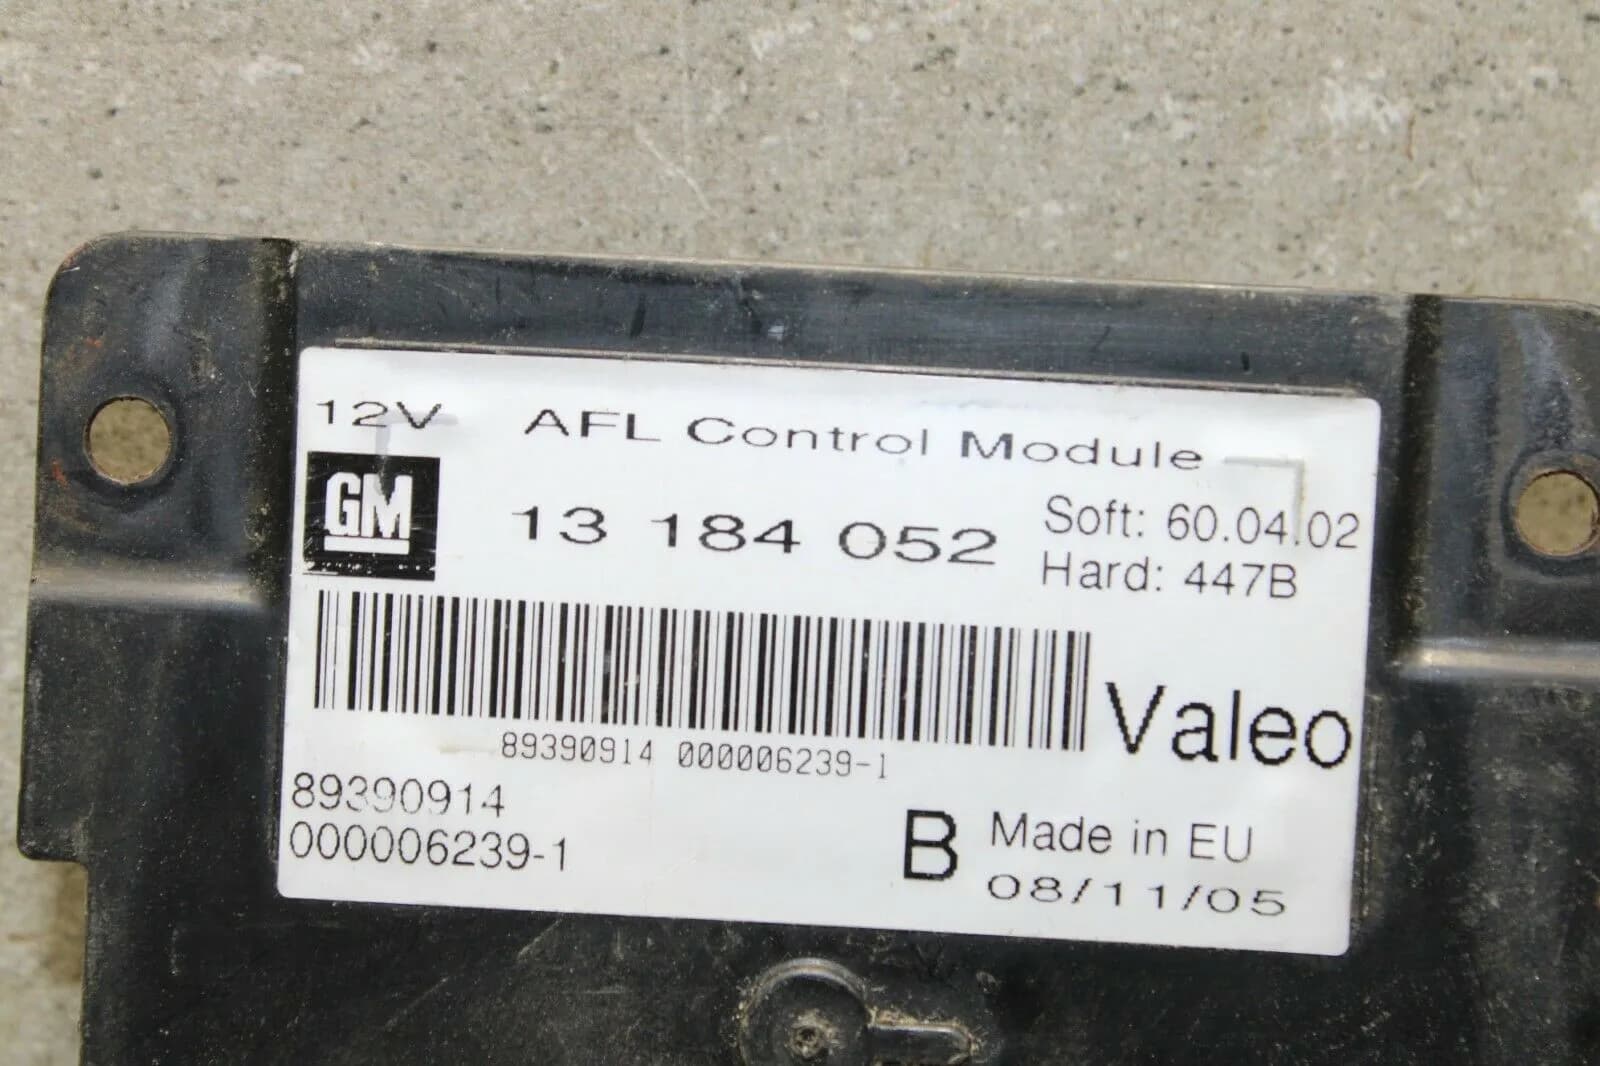 12V AFL Control Module
GM
13 184 052
Soft: 60.04.02
Hard: 447B
Valeo
89390914 000006239-1
89390914
000006239-1
B
Made in EU
08/11/05